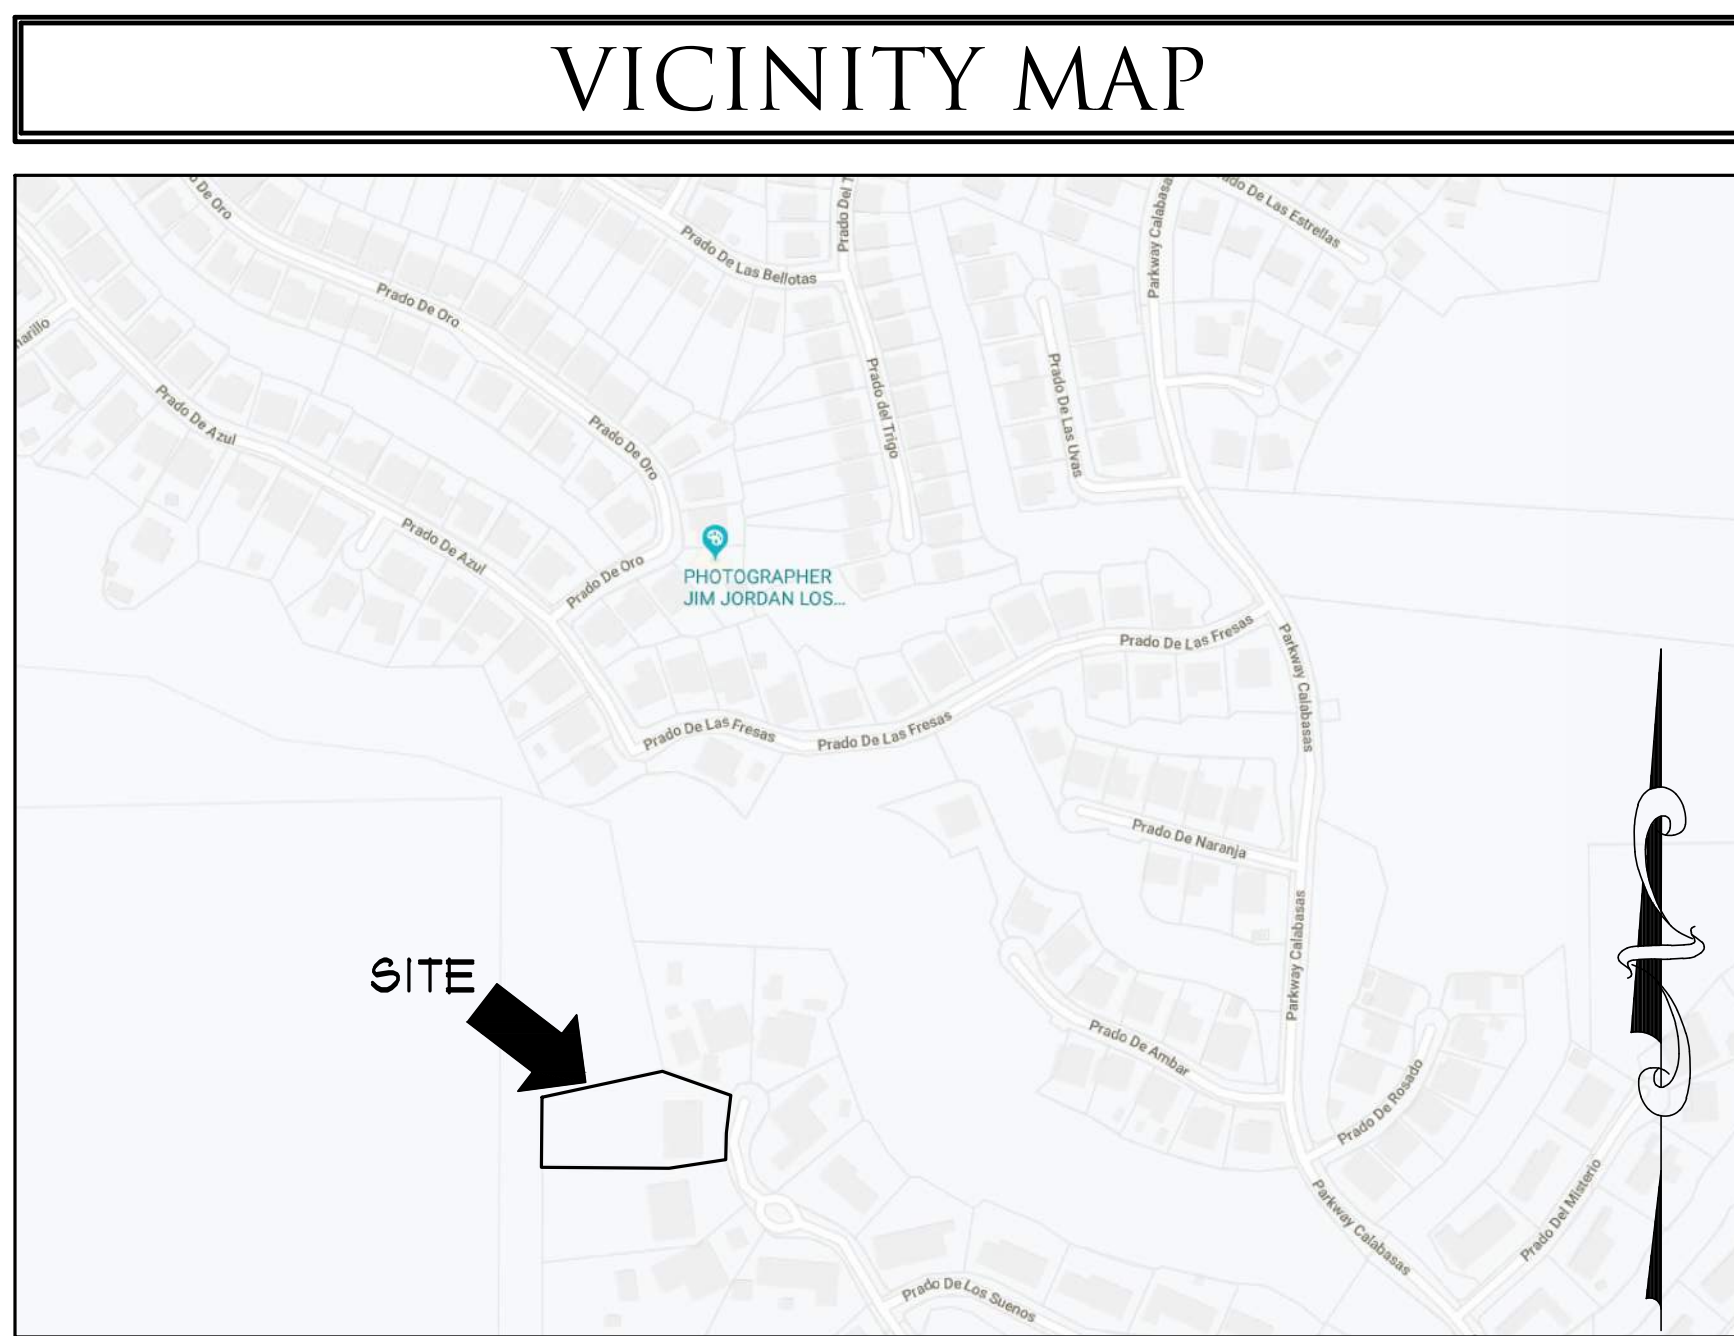 VICINITY MAP
De Oro
Prado De Las Bellotas
Prado Del T
Parkway Calabasa
do De Las Estrellas
Prado De Oro
arillo
Prado De Azul
Prado De Oro
Prado del Trigo
Prado De Las Uvas
Prado De Azul
Prado De Oro
PHOTOGRAPHER
JIM JORDAN LOS...
Prado De Las Fresas
Parkway Calabasas
Prado De Las Fresas
Prado De Las Fresas
Prado De Naranja
Parkway Calabasas
SITE
Prado De Ambar
Prado De Rosado
Prado Del Misterio
Parkway Calabasas
Prado De Los Suenos